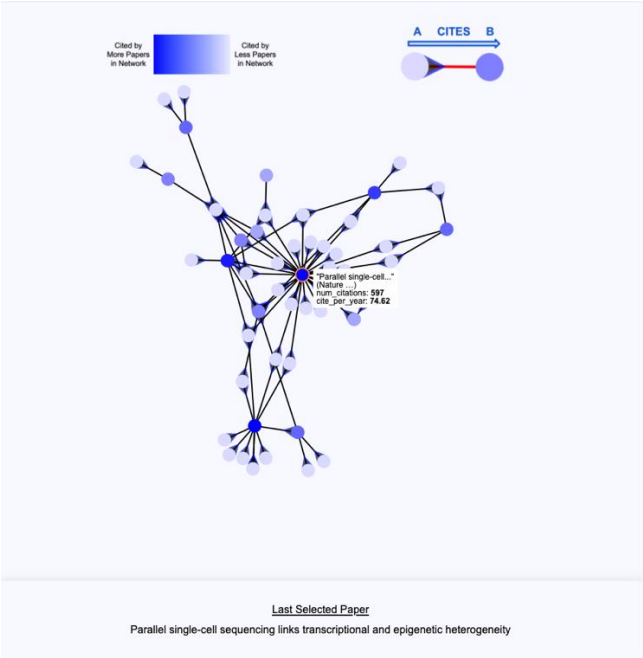 Cited by
More Papers
in Network
Cited by
Less Papers
in Network
A CITES B
"Parallel single-cell..."
(Nature ...)
num_citations: 597
cite_per_year: 74.62
Last Selected Paper
Parallel single-cell sequencing links transcriptional and epigenetic heterogeneity